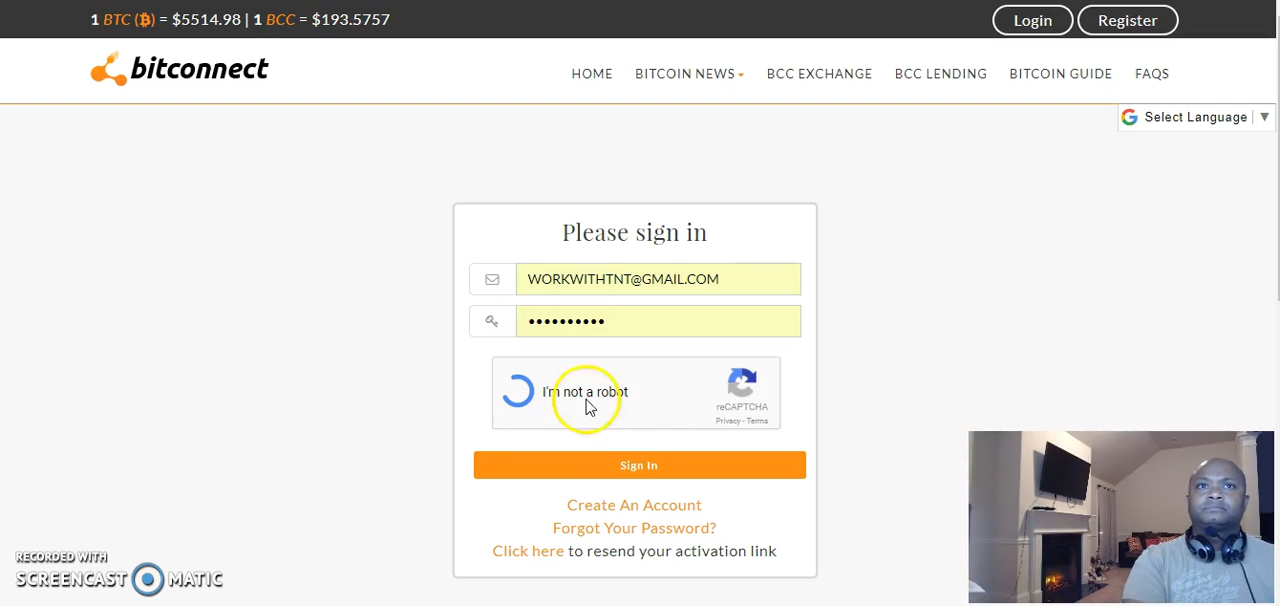 1 BTC (₿) = $5514.98 | 1 BCC = $193.5757
Login
Register
bitconnect
HOME
BITCOIN NEWS
BCC EXCHANGE
BCC LENDING
BITCOIN GUIDE
FAQS
Select Language
Please sign in
WORKWITHTNT@GMAIL.COM
••••••••••
I'm not a robot
reCAPTCHA
Privacy - Terms
Sign In
Create An Account
Forgot Your Password?
Click here to resend your activation link
RECORDED WITH
SCREENCAST MATIC